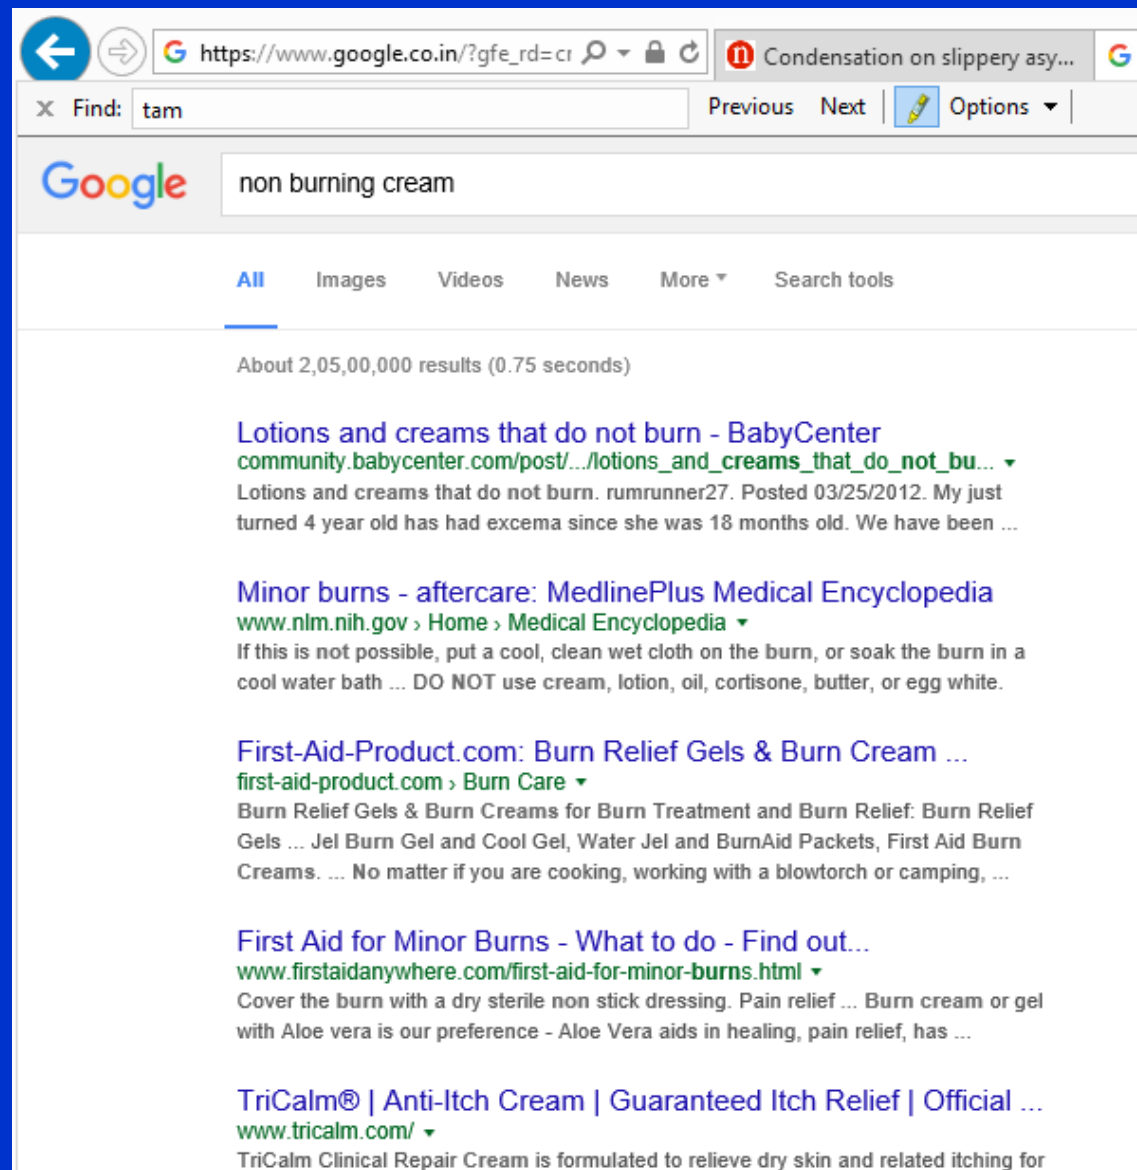 https://www.google.co.in/?gfe_rd=cr
Condensation on slippery asy...
x Find: tam Previous Next Options
Google non burning cream
All Images Videos News More Search tools
About 2,05,00,000 results (0.75 seconds)
Lotions and creams that do not burn - BabyCenter
community.babycenter.com/post/.../lotions_and_creams_that_do_not_bu...
Lotions and creams that do not burn. rumrunner27. Posted 03/25/2012. My just
turned 4 year old has had excema since she was 18 months old. We have been ...
Minor burns - aftercare: MedlinePlus Medical Encyclopedia
www.nlm.nih.gov › Home › Medical Encyclopedia
If this is not possible, put a cool, clean wet cloth on the burn, or soak the burn in a
cool water bath ... DO NOT use cream, lotion, oil, cortisone, butter, or egg white.
First-Aid-Product.com: Burn Relief Gels & Burn Cream ...
first-aid-product.com › Burn Care
Burn Relief Gels & Burn Creams for Burn Treatment and Burn Relief: Burn Relief
Gels ... Jel Burn Gel and Cool Gel, Water Jel and BurnAid Packets, First Aid Burn
Creams. ... No matter if you are cooking, working with a blowtorch or camping, ...
First Aid for Minor Burns - What to do - Find out...
www.firstaidanywhere.com/first-aid-for-minor-burns.html
Cover the burn with a dry sterile non stick dressing. Pain relief ... Burn cream or gel
with Aloe vera is our preference - Aloe Vera aids in healing, pain relief, has ...
TriCalm® | Anti-Itch Cream | Guaranteed Itch Relief | Official ...
www.tricalm.com/
TriCalm Clinical Repair Cream is formulated to relieve dry skin and related itching for